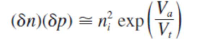 (δn)(δp) ≅ n_i^2 exp(V_a/V_t)